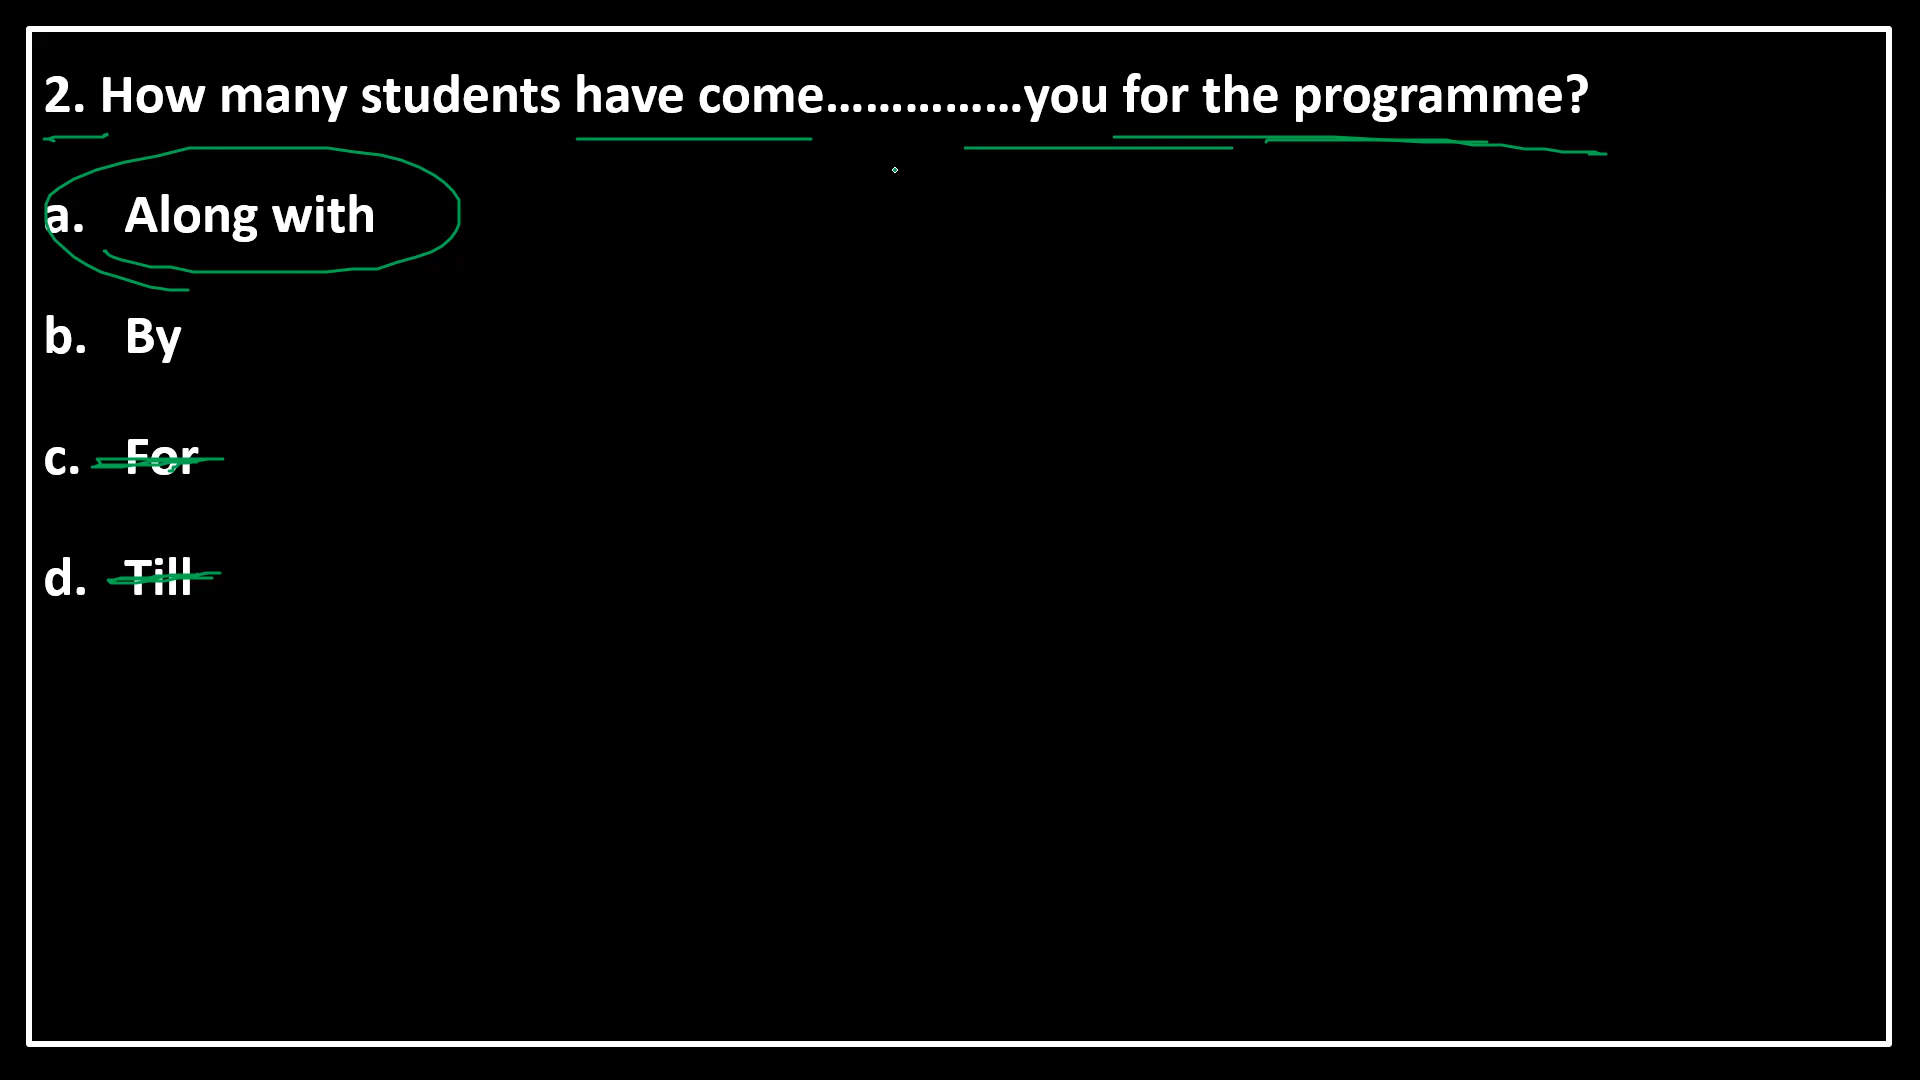 2. How many students have come……………you for the programme?
a. Along with
b. By
c. For
d. Till